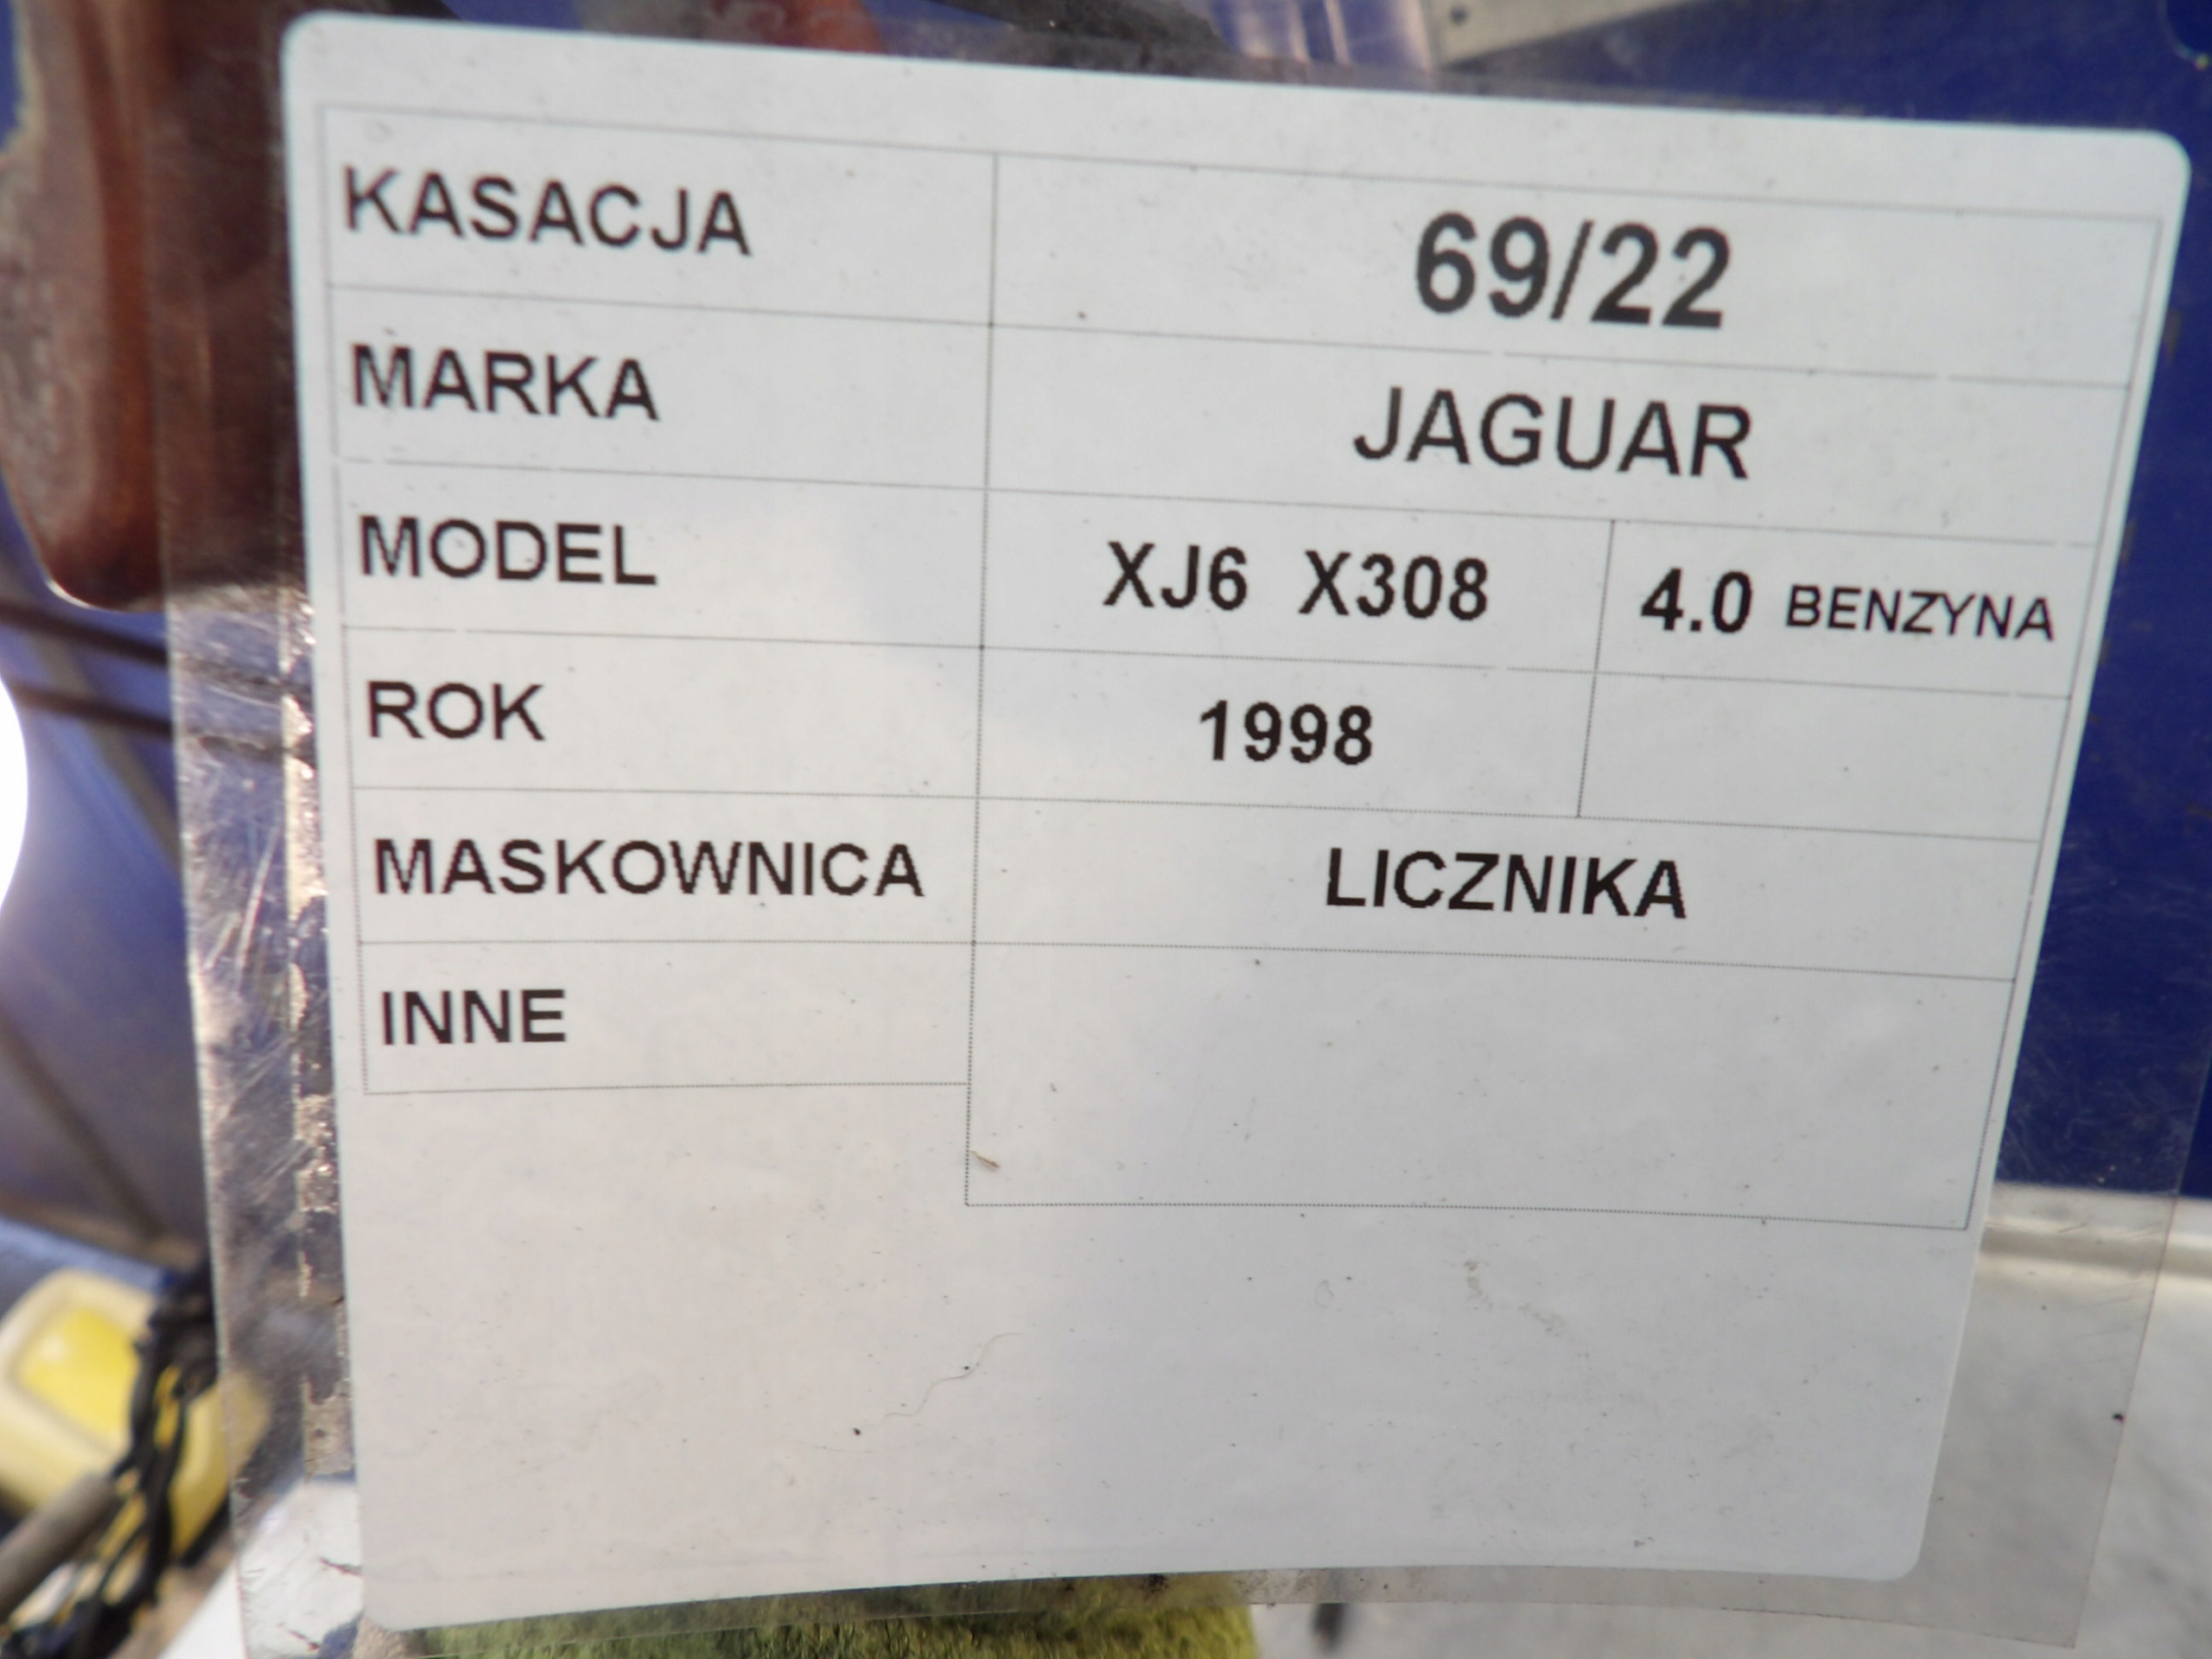 KASACJA 69/22
MARKA JAGUAR
MODEL XJ6 X308 4.0 BENZYNA
ROK 1998
MASKOWNICA LICZNIKA
INNE